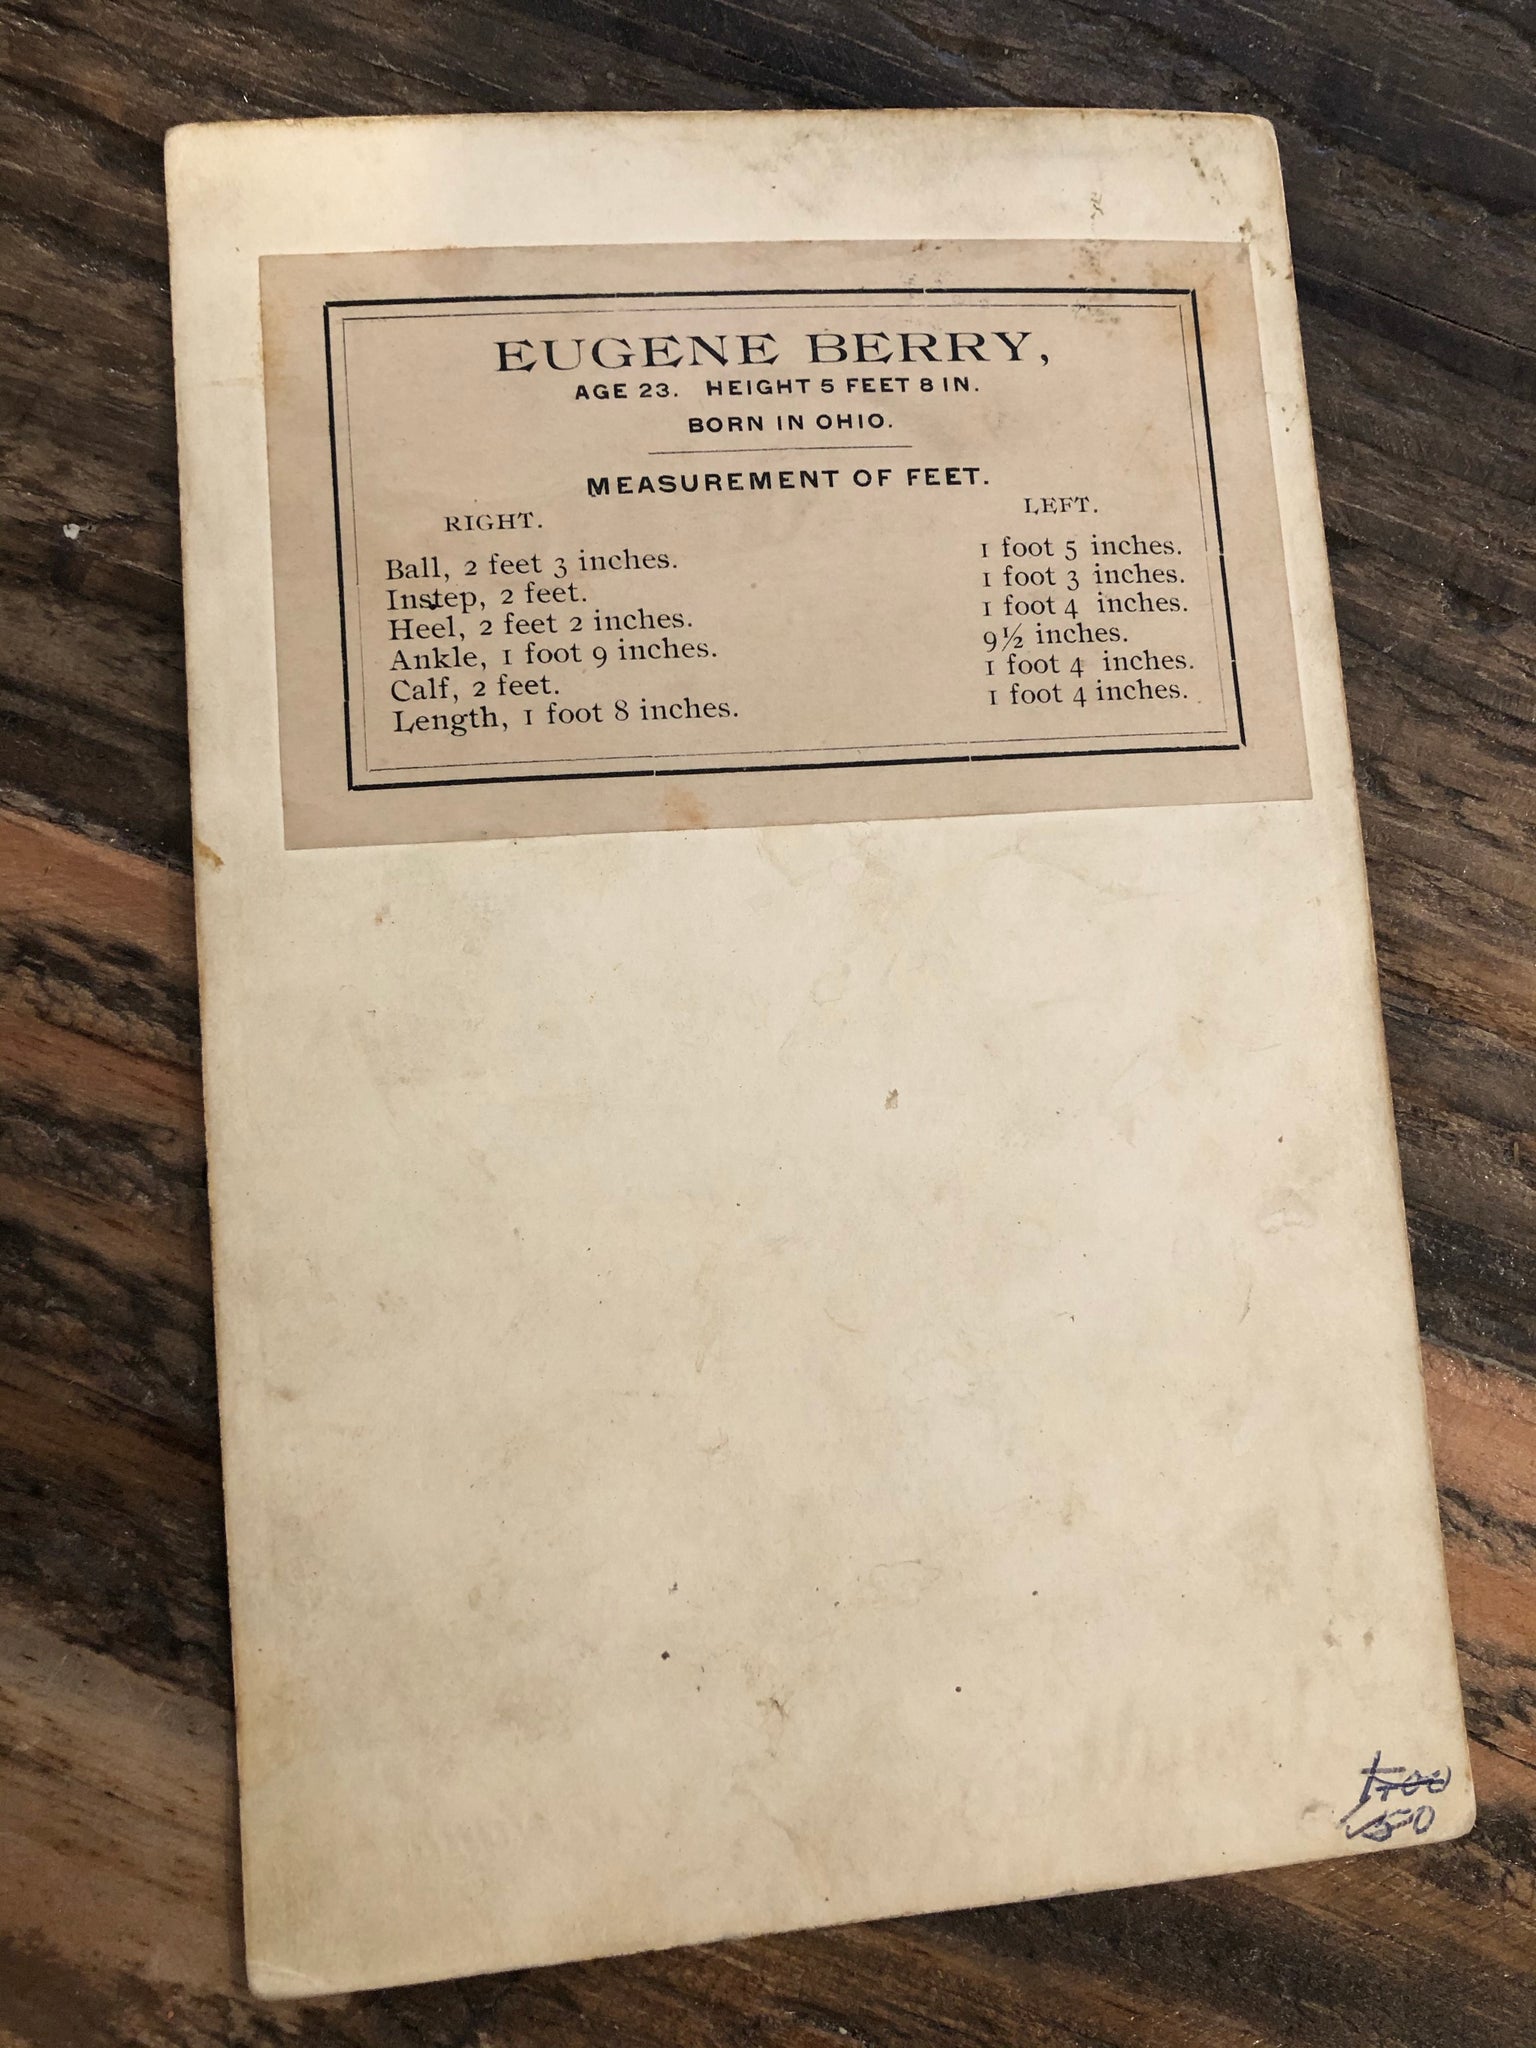 EUGENE BERRY,
AGE 23. HEIGHT 5 FEET 8 IN.
BORN IN OHIO.
MEASUREMENT OF FEET.
RIGHT. LEFT.
Ball, 2 feet 3 inches. 1 foot 5 inches.
Instep, 2 feet. 1 foot 3 inches.
Heel, 2 feet 2 inches. 1 foot 4 inches.
Ankle, 1 foot 9 inches. 9½ inches.
Calf, 2 feet. 1 foot 4 inches.
Length, 1 foot 8 inches. 1 foot 4 inches.